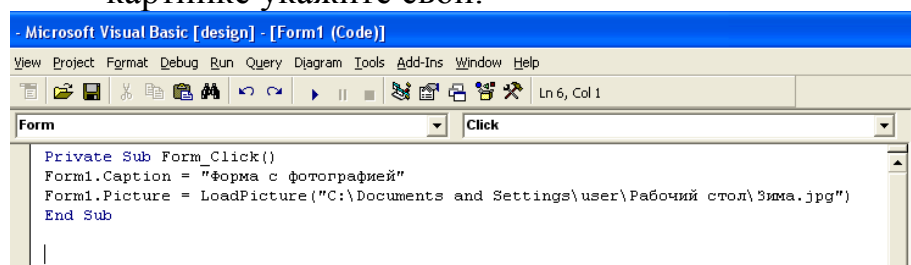 картинке укажите свой.
- Microsoft Visual Basic [design] - [Form1 (Code)]
View Project Format Debug Run Query Diagram Tools Add-Ins Window Help
Ln 6, Col 1
Form Click
Private Sub Form_Click()
Form1.Caption = "Форма с фотографией"
Form1.Picture = LoadPicture("C:\Documents and Settings\user\Рабочий стол\Зима.jpg")
End Sub